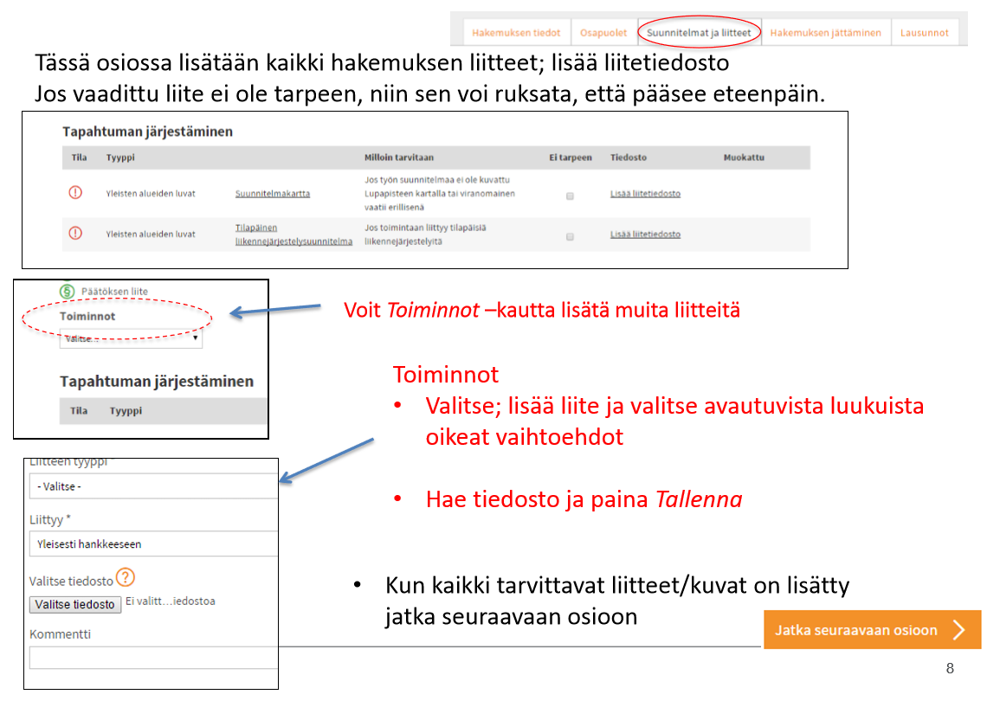 Hakemuksen tiedot Osapuolet Suunnitelmat ja liitteet Hakemuksen jättäminen Lausunnot
Tässä osiossa lisätään kaikki hakemuksen liitteet; lisää liitetiedosto
Jos vaadittu liite ei ole tarpeen, niin sen voi ruksata, että pääsee eteenpäin.
Tapahtuman järjestäminen
Tila Tyyppi Milloin tarvitaan Ei tarpeen Tiedosto Muokattu
Jos työn suunnitelmaa ei ole kuvattu
Yleisten alueiden luvat Suunnitelmakartta Lupapisteen kartalla tai viranomainen Lisää liitetiedosto
vaatii erillisenä
Yleisten alueiden luvat Tilapäinen Jos toimintaan liittyy tilapäisiä Lisää liitetiedosto
liikennejärjestelysuunnitelma liikennejärjestelyitä
§ Päätöksen liite
Toiminnot
Valitse...
Tapahtuman järjestäminen
Tila Tyyppi
Voit Toiminnot –kautta lisätä muita liitteitä
Toiminnot
• Valitse; lisää liite ja valitse avautuvista luukuista
oikeat vaihtoehdot
• Hae tiedosto ja paina Tallenna
Liitteen tyyppi *
- Valitse -
Liittyy *
Yleisesti hankkeeseen
Valitse tiedosto ?
Valitse tiedosto Ei valitt...iedostoa
Kommentti
• Kun kaikki tarvittavat liitteet/kuvat on lisätty
jatka seuraavaan osioon
Jatka seuraavaan osioon
8